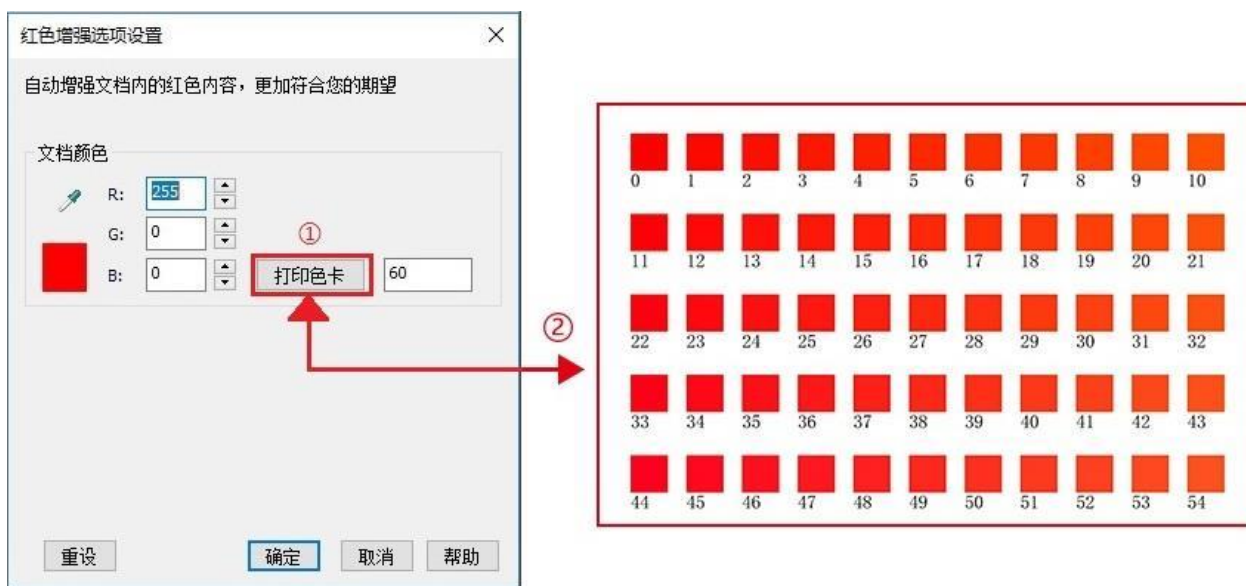 红色增强选项设置
自动增强文档内的红色内容，更加符合您的期望
文档颜色
R: 255
G: 0
①
B: 0 打印色卡 60
②
重设 确定 取消 帮助
0 1 2 3 4 5 6 7 8 9 10
11 12 13 14 15 16 17 18 19 20 21
22 23 24 25 26 27 28 29 30 31 32
33 34 35 36 37 38 39 40 41 42 43
44 45 46 47 48 49 50 51 52 53 54